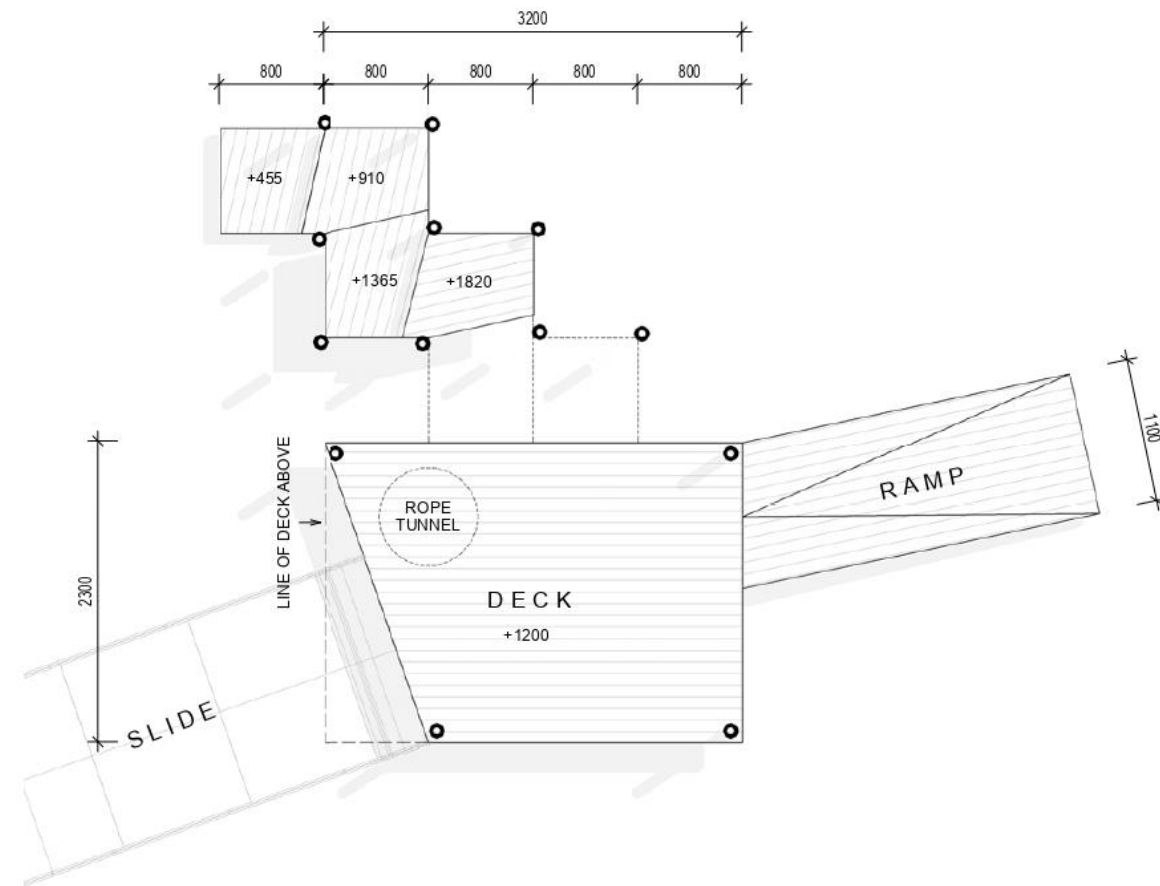 3200
800
800
800
800
800
+455
+910
+1365
+1820
1100
RAMP
LINE OF DECK ABOVE
ROPE
TUNNEL
2300
DECK
+1200
SLIDE